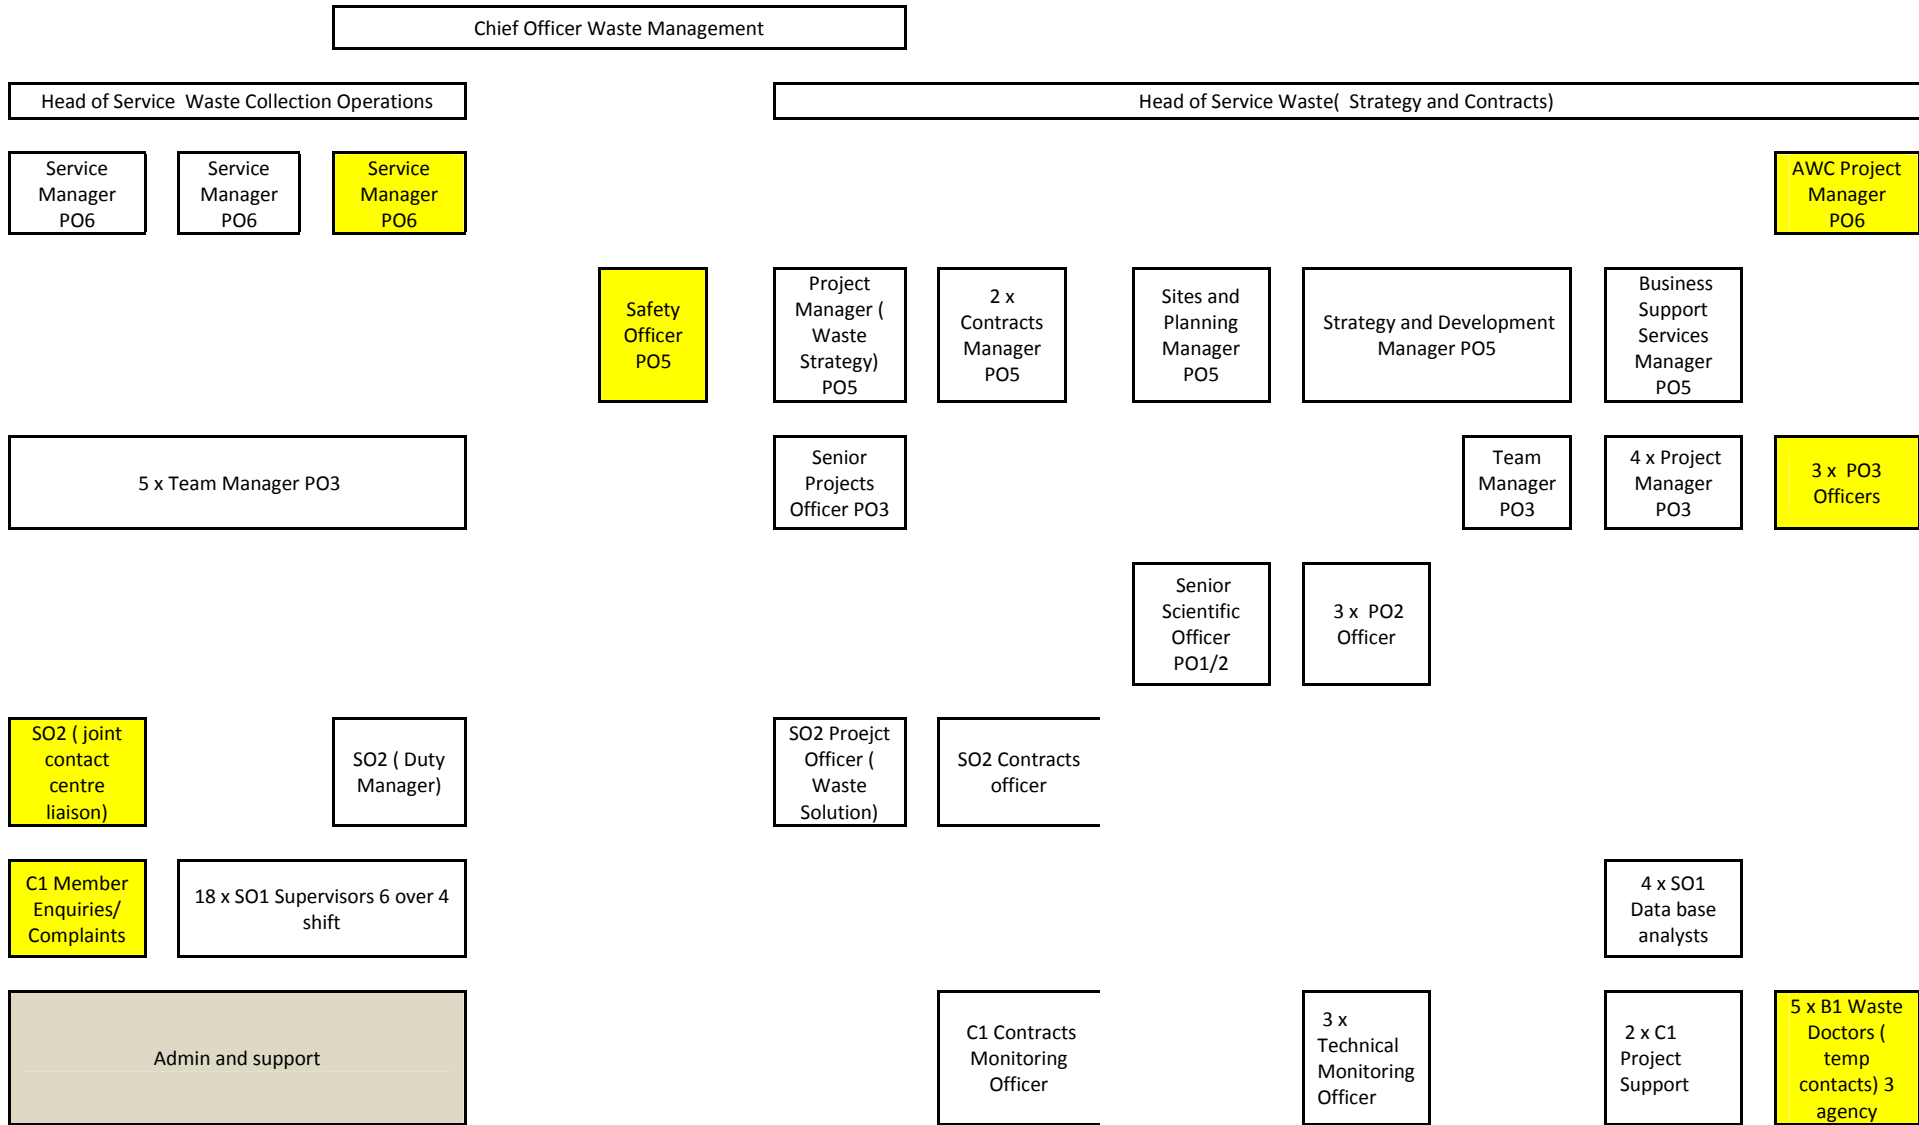 Chief Officer Waste Management
Head of Service  Waste Collection Operations
Head of Service Waste(  Strategy and Contracts)
Service
Manager
PO6
Service
Manager
PO6
Service
Manager
PO6
AWC Project
Manager
PO6
Safety
Officer
PO5
Project
Manager (
Waste
Strategy)
PO5
2 x
Contracts
Manager
PO5
Sites and
Planning
Manager
PO5
Strategy and Development
Manager PO5
Business
Support
Services
Manager
PO5
5 x Team Manager PO3
Senior
Projects
Officer PO3
Team
Manager
PO3
4 x Project
Manager
PO3
3 x  PO3
Officers
Senior
Scientific
Officer
PO1/2
3 x  PO2
Officer
SO2 ( joint
contact
centre
liaison)
SO2 ( Duty
Manager)
SO2 Proejct
Officer (
Waste
Solution)
SO2 Contracts
officer
C1 Member
Enquiries/
Complaints
18 x SO1 Supervisors 6 over 4
shift
4 x SO1
Data base
analysts
Admin and support
C1 Contracts
Monitoring
Officer
3 x
Technical
Monitoring
Officer
2 x C1
Project
Support
5 x B1 Waste
Doctors (
temp
contacts) 3
agency